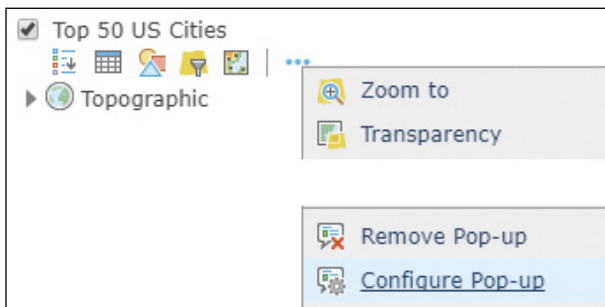 Top 50 US Cities
Topographic
Zoom to
Transparency
Remove Pop-up
Configure Pop-up